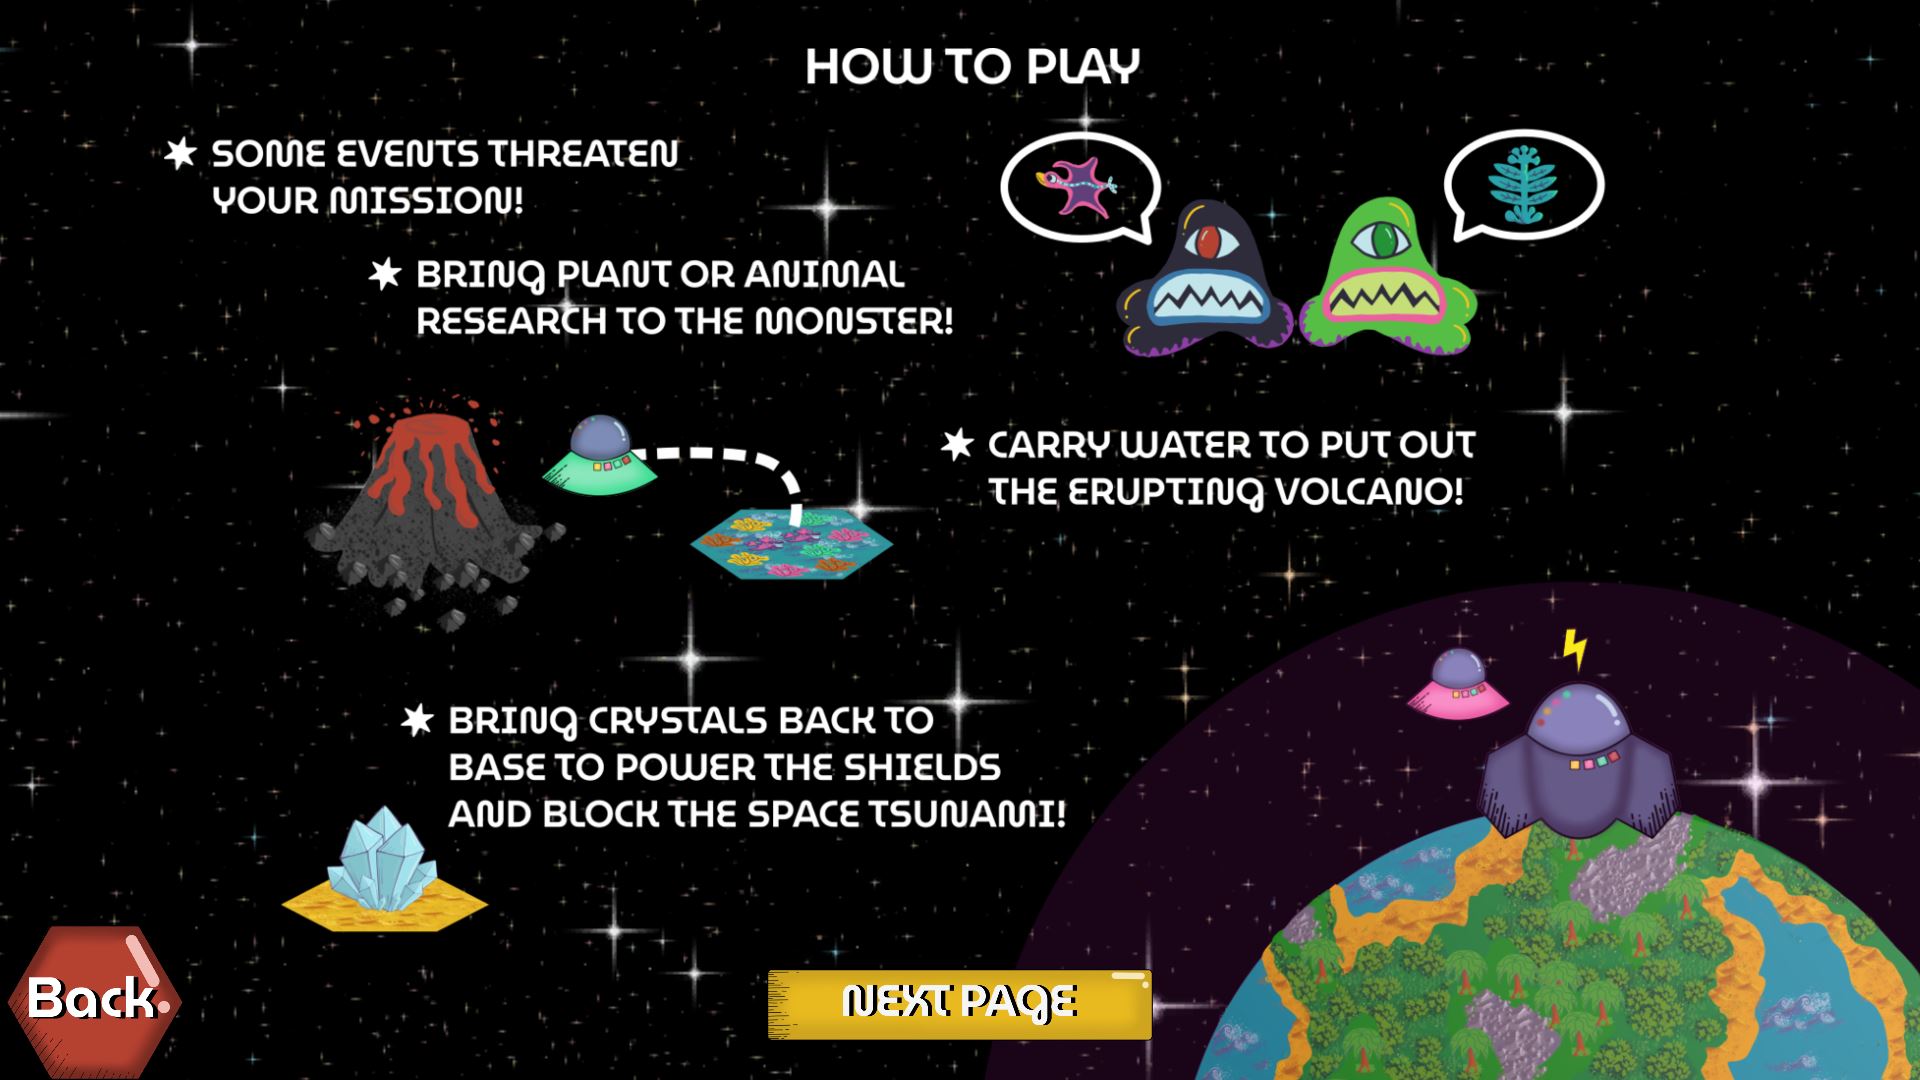 HOW TO PLAY
SOME EVENTS THREATEN
YOUR MISSION!
BRING PLANT OR ANIMAL
RESEARCH TO THE MONSTER!
CARRY WATER TO PUT OUT
THE ERUPTING VOLCANO!
BRING CRYSTALS BACK TO
BASE TO POWER THE SHIELDS
AND BLOCK THE SPACE TSUNAMI!
Back
NEXT PAGE